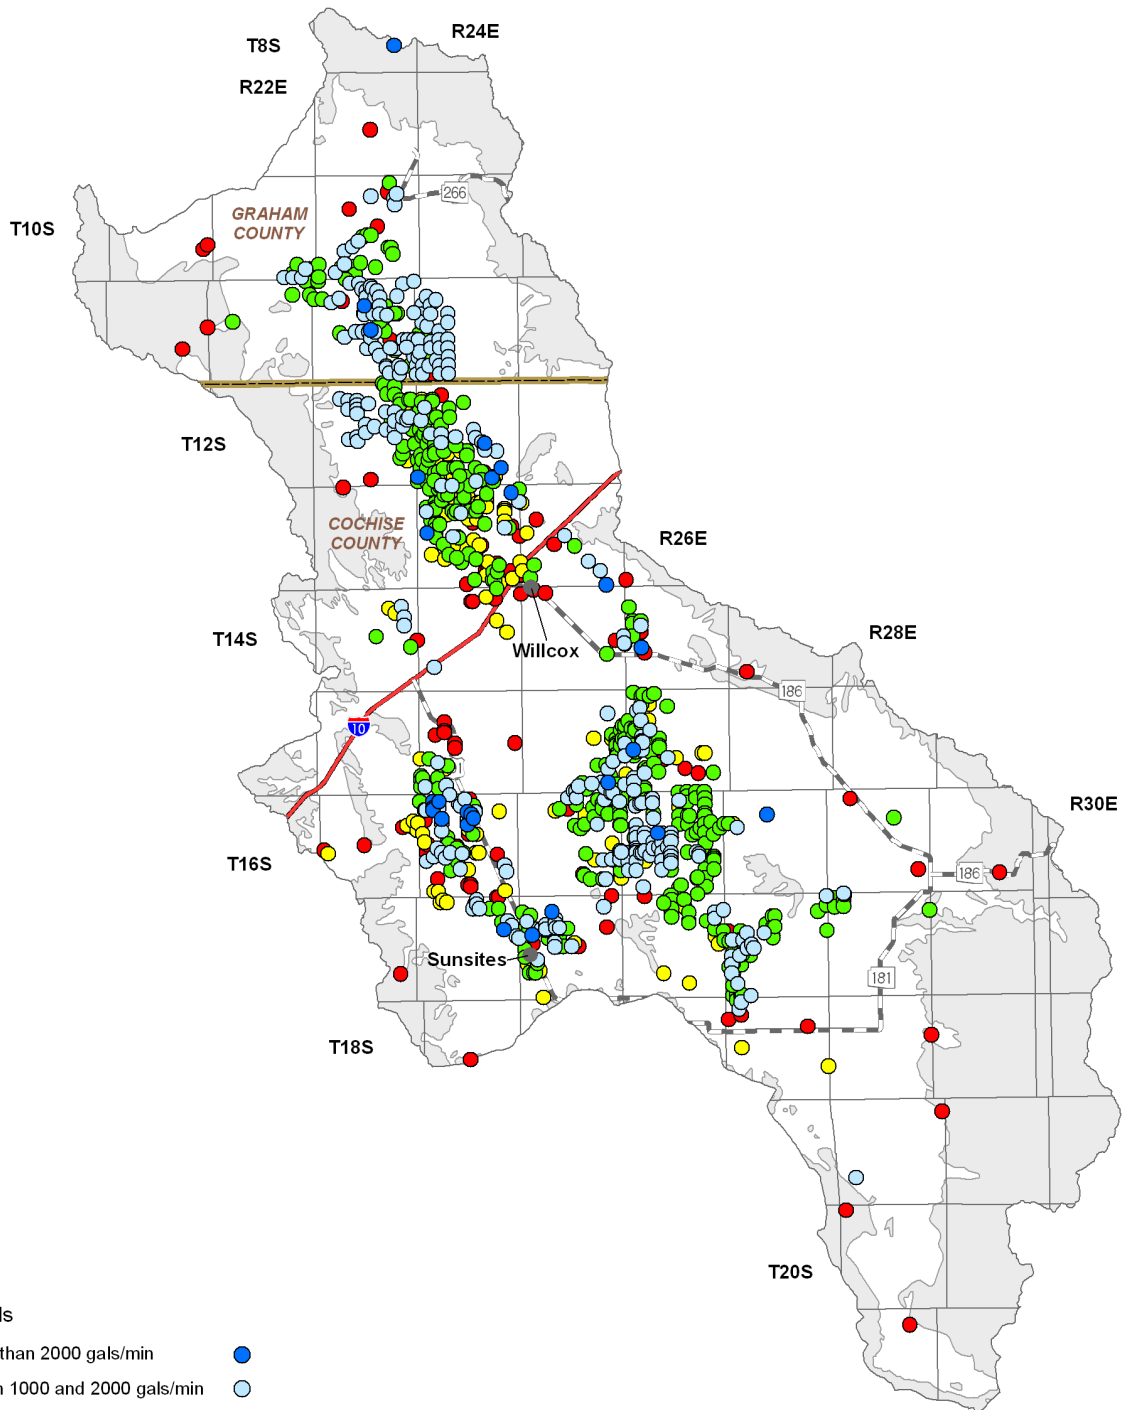 R24E
T8S
R22E
266
GRAHAM
COUNTY
T10S
T12S
COCHISE
COUNTY
R26E
R28E
T14S
Willcox
186
10
R30E
T16S
186
Sunsites
181
T18S
T20S
than 2000 gals/min
1000 and 2000 gals/min